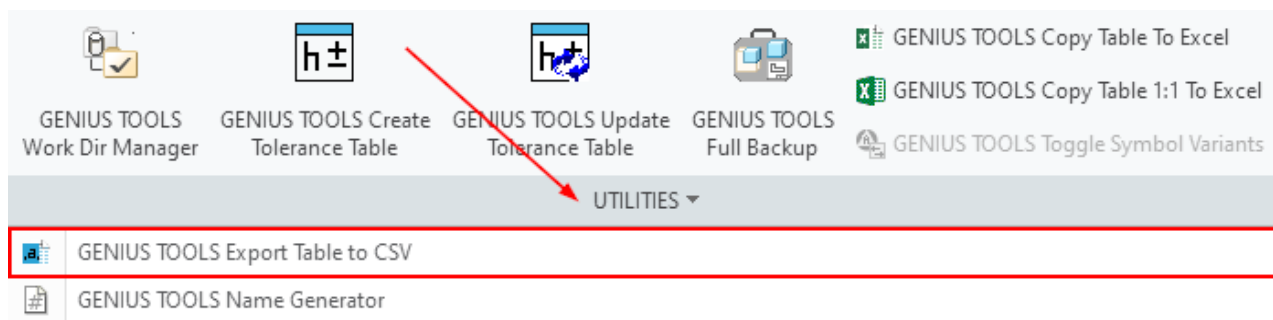 GENIUS TOOLS
Work Dir Manager
GENIUS TOOLS Create
Tolerance Table
GENIUS TOOLS Update
Tolerance Table
GENIUS TOOLS
Full Backup
GENIUS TOOLS Copy Table To Excel
GENIUS TOOLS Copy Table 1:1 To Excel
GENIUS TOOLS Toggle Symbol Variants
UTILITIES
GENIUS TOOLS Export Table to CSV
GENIUS TOOLS Name Generator